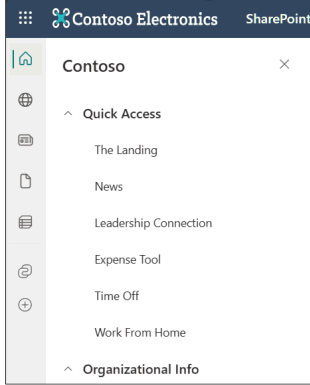 Contoso Electronics SharePoint
Contoso
Quick Access
The Landing
News
Leadership Connection
Expense Tool
Time Off
Work From Home
Organizational Info